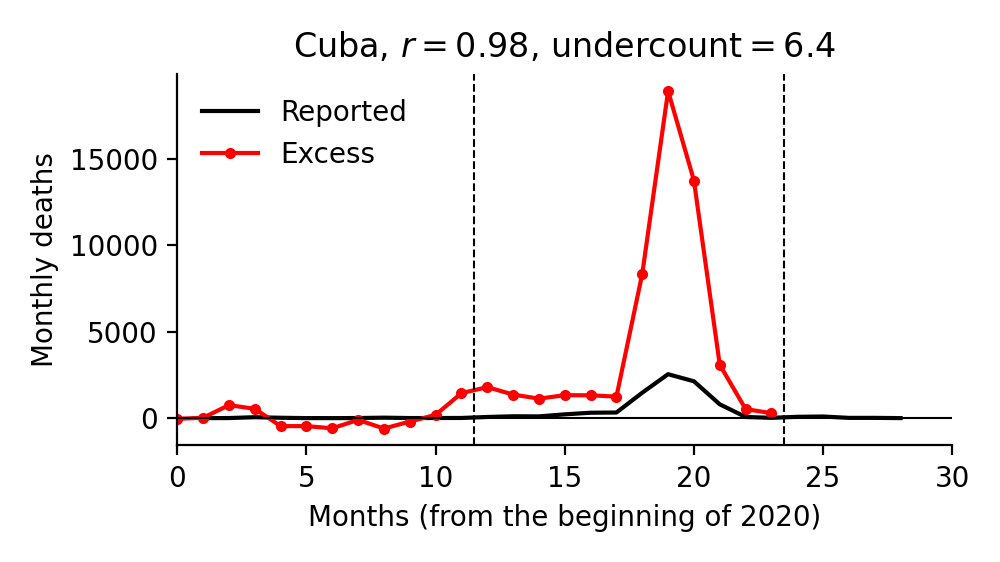 Cuba, r = 0.98, undercount = 6.4
Reported
Excess
Monthly deaths
15000
10000
5000
0
0 5 10 15 20 25 30
Months (from the beginning of 2020)